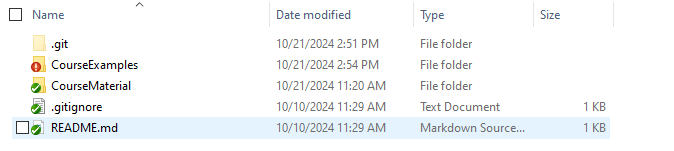 Name Date modified Type Size
.git 10/21/2024 2:51 PM File folder
CourseExamples 10/21/2024 2:54 PM File folder
CourseMaterial 10/21/2024 11:20 AM File folder
.gitignore 10/10/2024 11:29 AM Text Document 1 KB
README.md 10/10/2024 11:29 AM Markdown Source... 1 KB